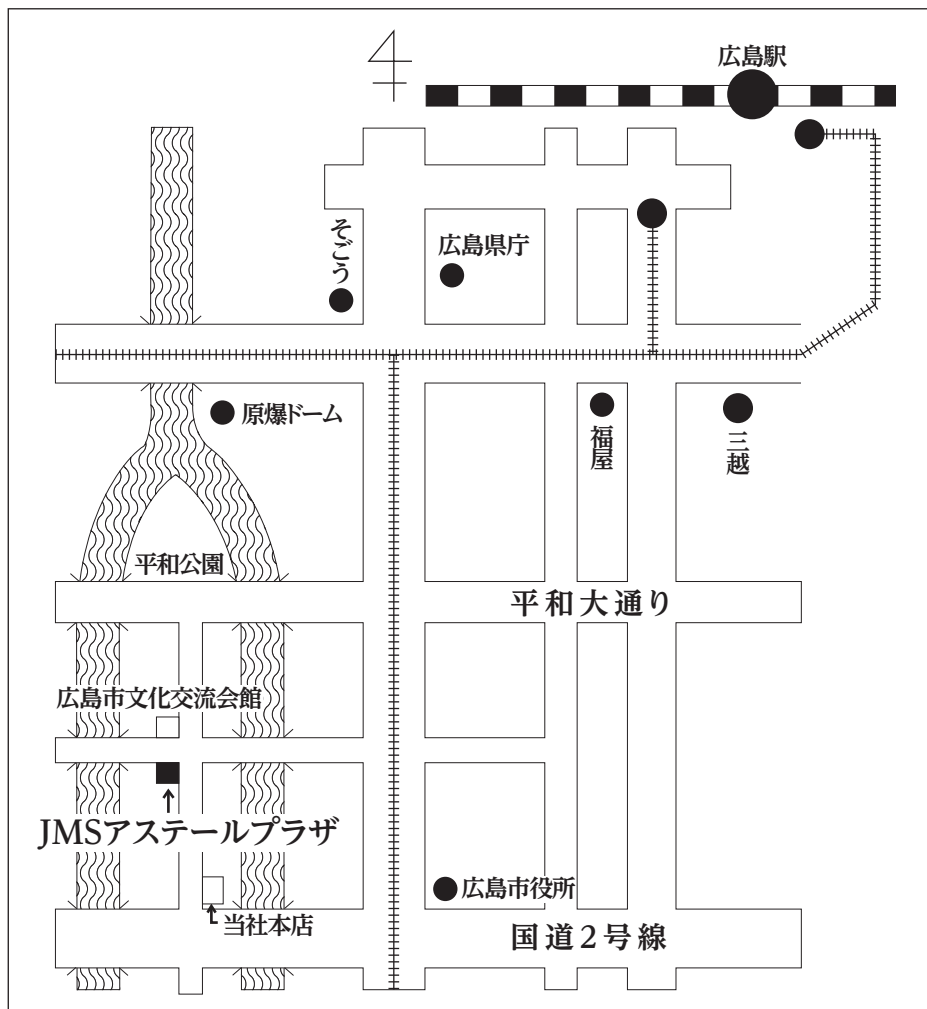 広島駅
そごう
広島県庁
原爆ドーム
福屋
三越
平和公園
平和大通り
広島市文化交流会館
JMSアステールプラザ
広島市役所
当社本店
国道2号線